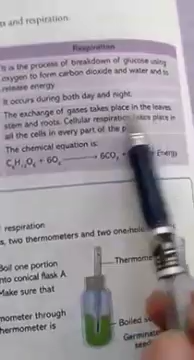 ss and respiration.
Respiration
It is the process of breakdown of glucose using
oxygen to form carbon dioxide and water and to
release energy
It occurs during both day and night.
The exchange of gases takes place in the leaves
stem and roots. Cellular respiration takes place in
all the cells in every part of the p
The chemical equation is:
C₆H₁₂O₆ + 6O₂ ⟶ 6CO₂ + Energy
respiration
s, two thermometers and two one-hole
Boil one portion
nto conical flask A
Make sure that
Thermome
mometer through
hermometer is
Boiled
Germinate
seed